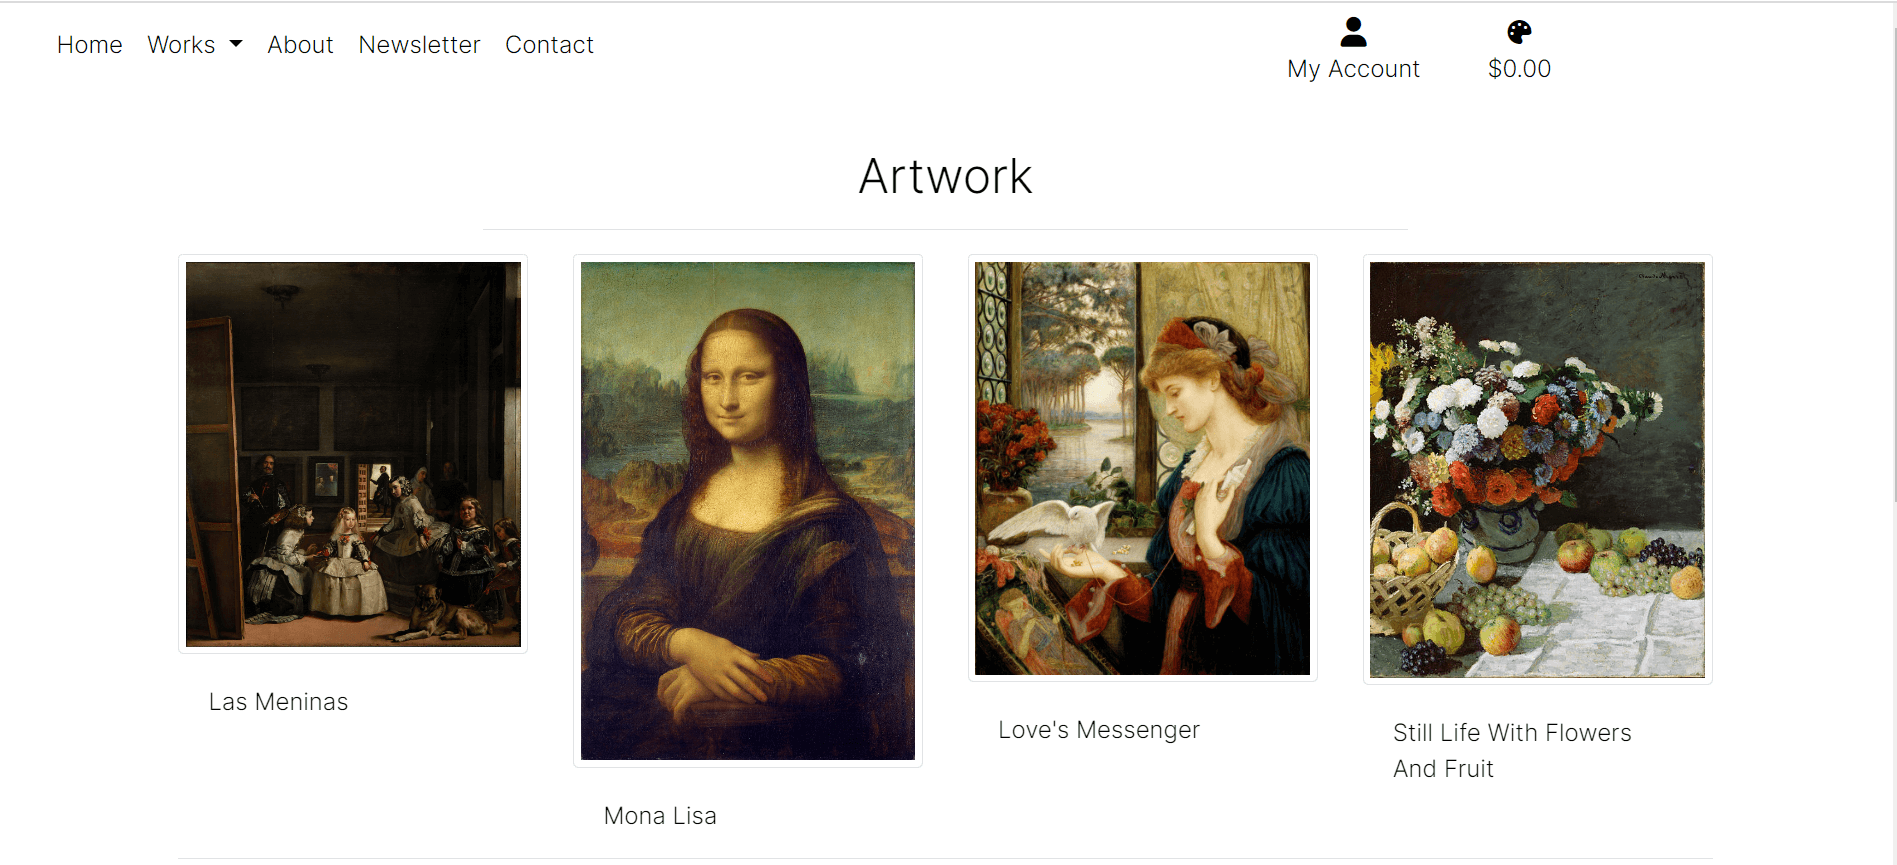 Home Works About Newsletter Contact
My Account $0.00
Artwork
Las Meninas
Mona Lisa
Love's Messenger
Still Life With Flowers
And Fruit